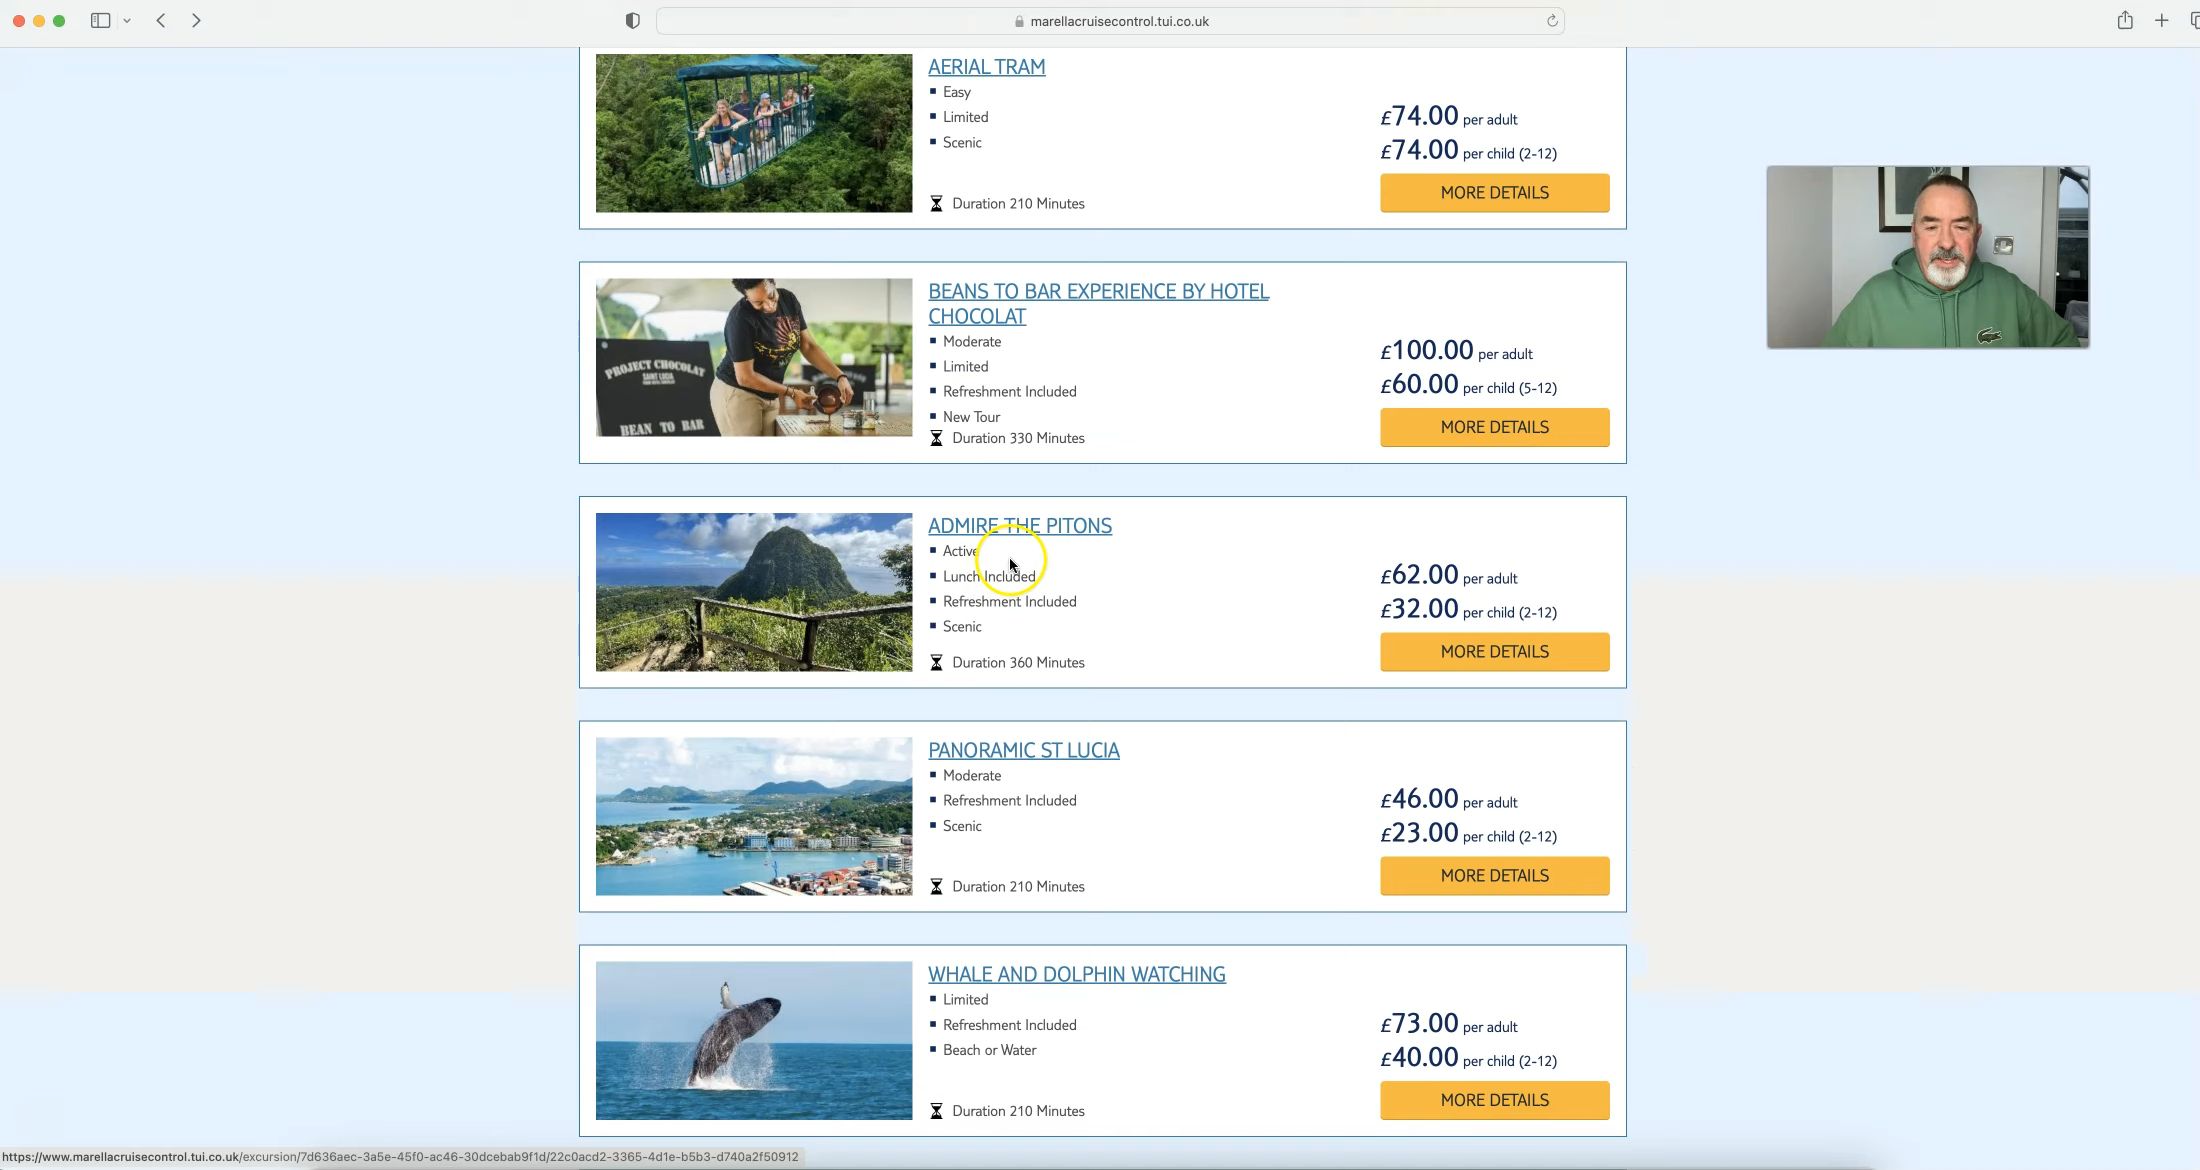 marellacruisecontrol.tui.co.uk
AERIAL TRAM
Easy
Limited
Scenic
Duration 210 Minutes
£74.00 per adult
£74.00 per child (2-12)
MORE DETAILS
PROJECT CHOCOLAT
SAINT LUCIA
BEAN TO BAR
BEANS TO BAR EXPERIENCE BY HOTEL
CHOCOLAT
Moderate
Limited
Refreshment Included
New Tour
Duration 330 Minutes
£100.00 per adult
£60.00 per child (5-12)
MORE DETAILS
ADMIRE THE PITONS
Active
Lunch Included
Refreshment Included
Scenic
Duration 360 Minutes
£62.00 per adult
£32.00 per child (2-12)
MORE DETAILS
PANORAMIC ST LUCIA
Moderate
Refreshment Included
Scenic
Duration 210 Minutes
£46.00 per adult
£23.00 per child (2-12)
MORE DETAILS
WHALE AND DOLPHIN WATCHING
Limited
Refreshment Included
Beach or Water
Duration 210 Minutes
£73.00 per adult
£40.00 per child (2-12)
MORE DETAILS
https://www.marellacruisecontrol.tui.co.uk/excursion/7d636aec-3a5e-45f0-ac46-30dcebab9f1d/22c0acd2-3365-4d1e-b5b3-d740a2f50912